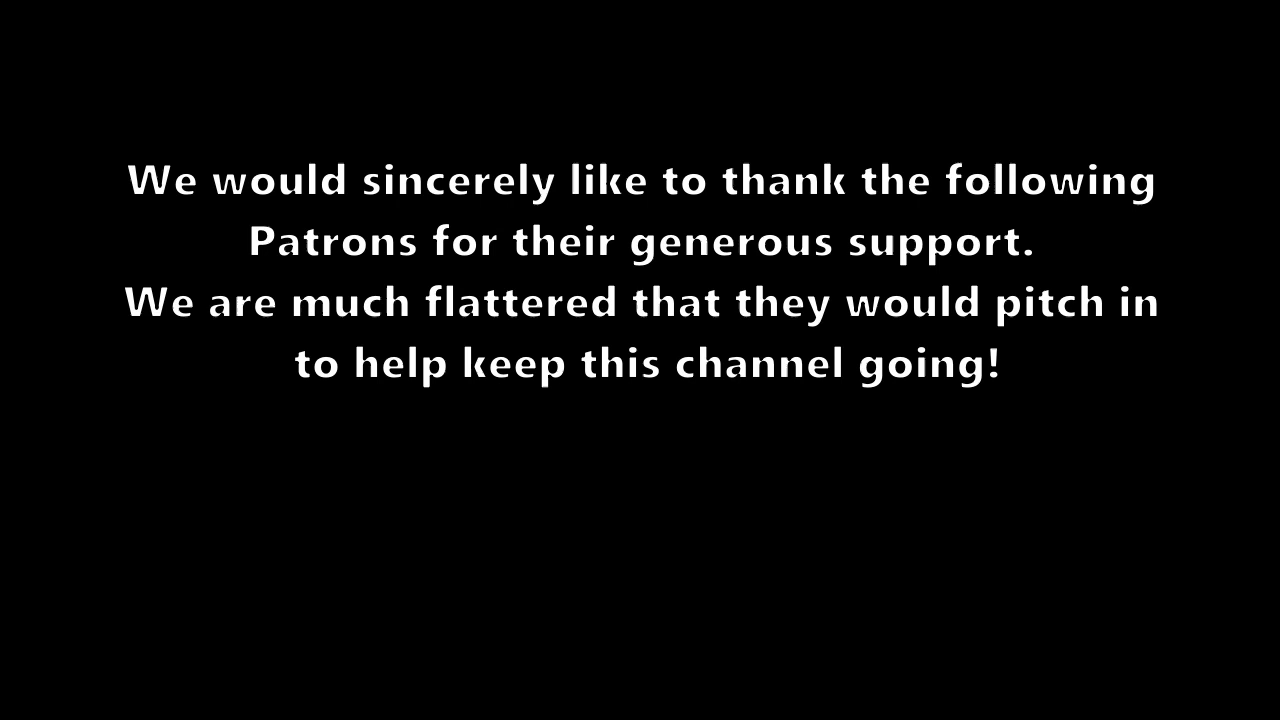 We would sincerely like to thank the following
Patrons for their generous support.
We are much flattered that they would pitch in
to help keep this channel going!